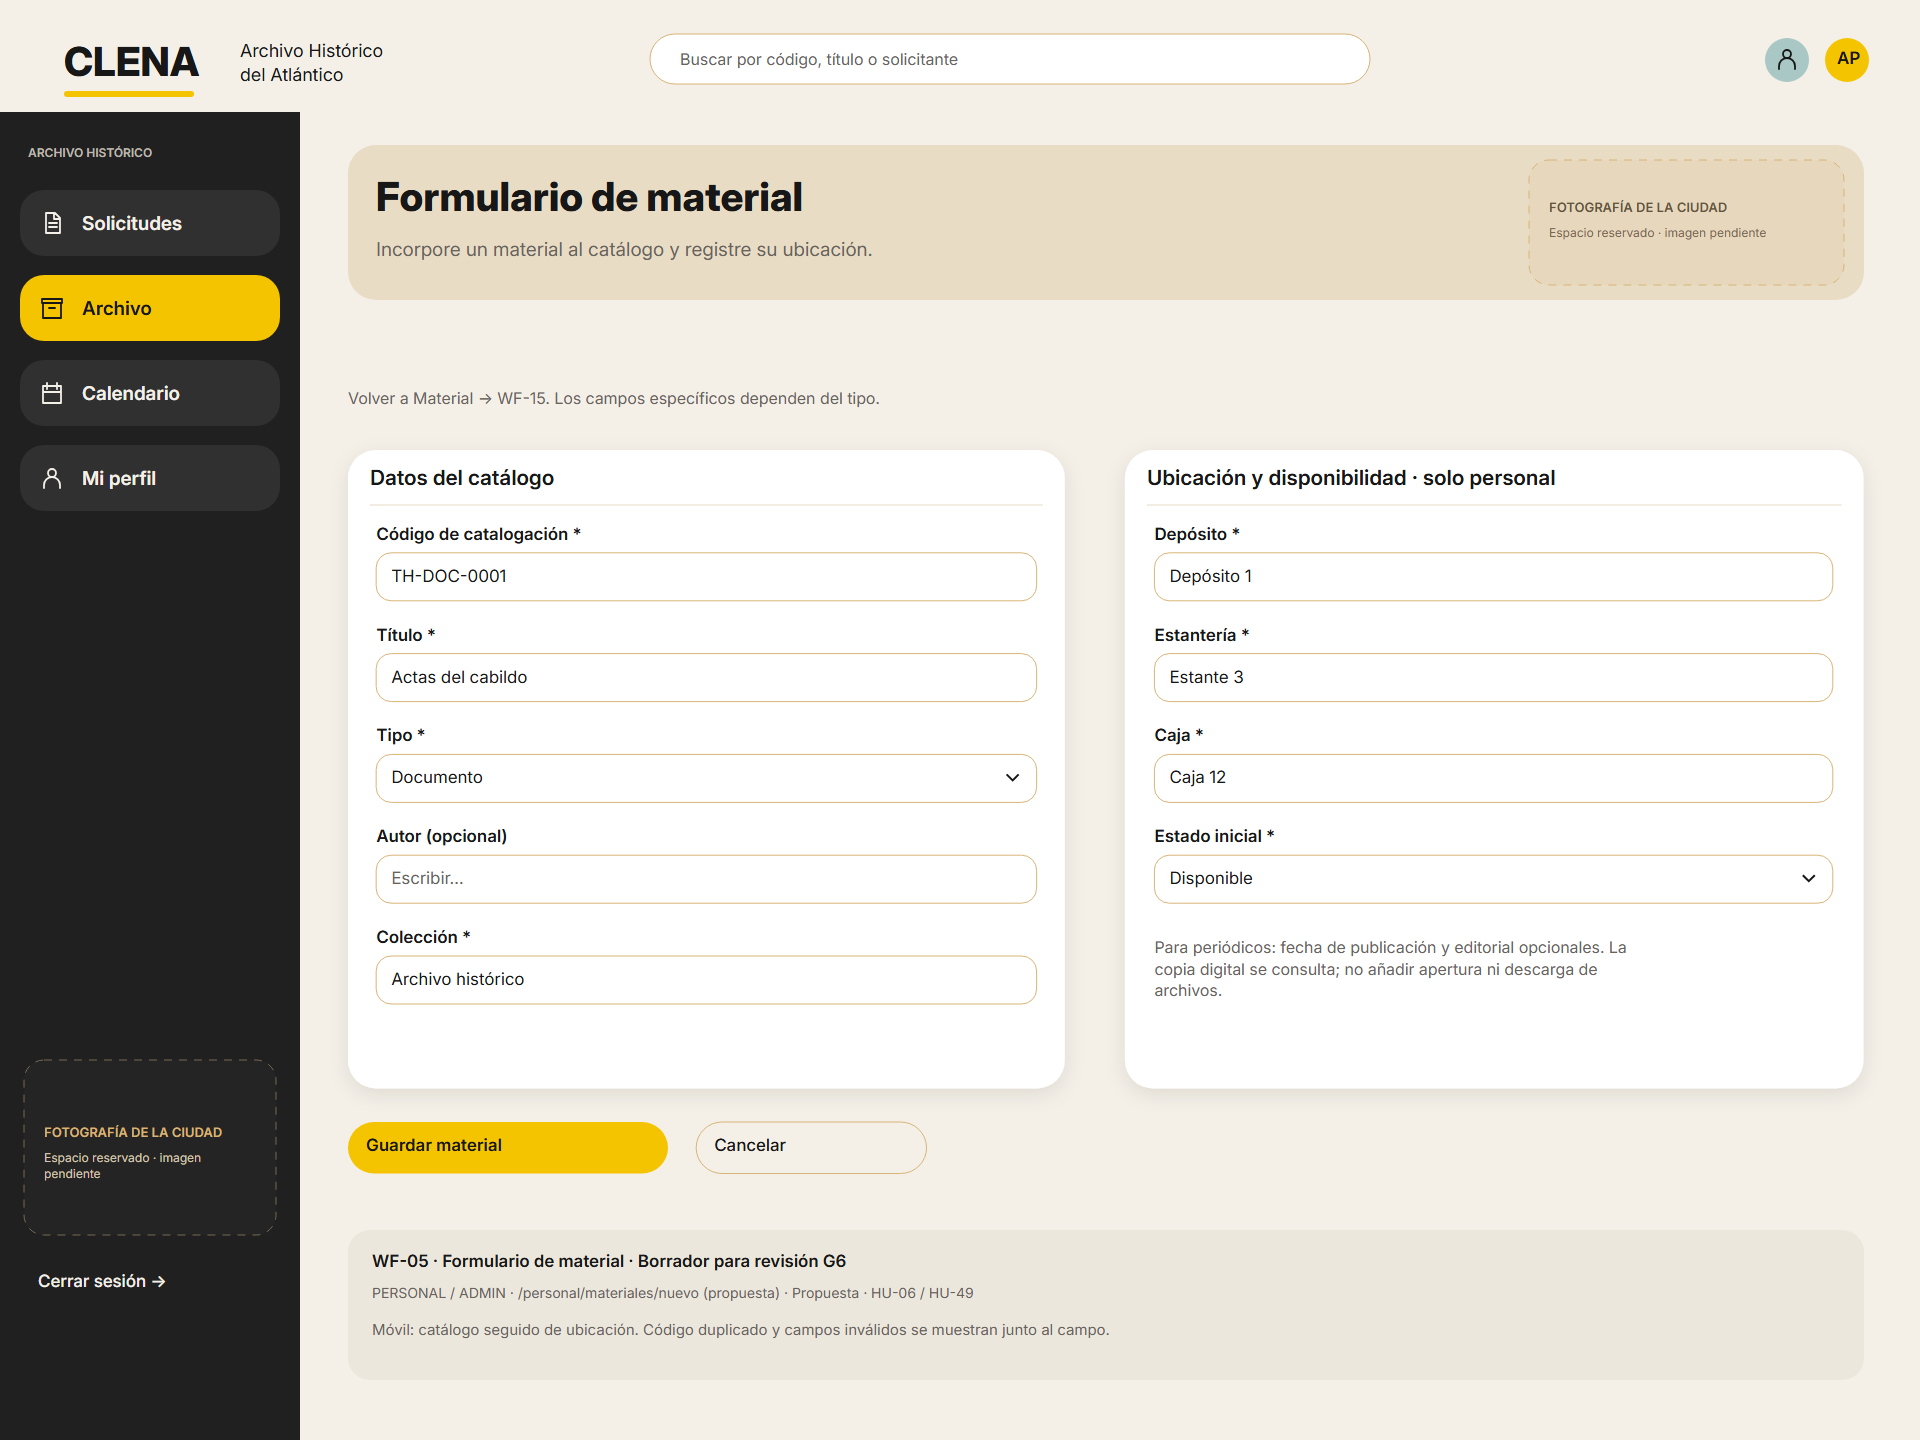 CLENA
Archivo Histórico
del Atlántico
Buscar por código, título o solicitante
AP
ARCHIVO HISTÓRICO
Solicitudes
Archivo
Calendario
Mi perfil
FOTOGRAFÍA DE LA CIUDAD
Espacio reservado · imagen
pendiente
Cerrar sesión →
Formulario de material
Incorpore un material al catálogo y registre su ubicación.
FOTOGRAFÍA DE LA CIUDAD
Espacio reservado · imagen pendiente
Volver a Material → WF-15. Los campos específicos dependen del tipo.
Datos del catálogo
Código de catalogación *
TH-DOC-0001
Título *
Actas del cabildo
Tipo *
Documento
Autor (opcional)
Escribir...
Colección *
Archivo histórico
Ubicación y disponibilidad · solo personal
Depósito *
Depósito 1
Estantería *
Estante 3
Caja *
Caja 12
Estado inicial *
Disponible
Para periódicos: fecha de publicación y editorial opcionales. La
copia digital se consulta; no añadir apertura ni descarga de
archivos.
Guardar material
Cancelar
WF-05 · Formulario de material · Borrador para revisión G6
PERSONAL / ADMIN · /personal/materiales/nuevo (propuesta) · Propuesta · HU-06 / HU-49
Móvil: catálogo seguido de ubicación. Código duplicado y campos inválidos se muestran junto al campo.